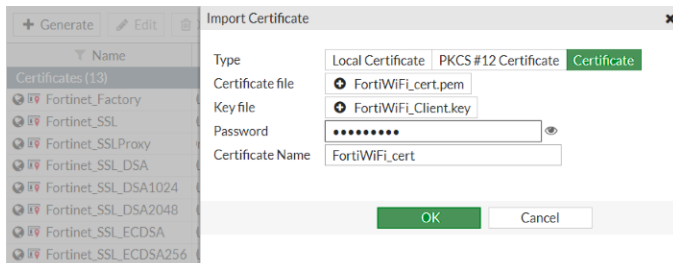 + Generate Edit
Import Certificate
Name
Certificates (13)
Fortinet_Factory
Fortinet_SSL
Fortinet_SSLProxy
Fortinet_SSL_DSA
Fortinet_SSL_DSA1024
Fortinet_SSL_DSA2048
Fortinet_SSL_ECDSA
Fortinet_SSL_ECDSA256
Type Local Certificate PKCS #12 Certificate Certificate
Certificate file FortiWiFi_cert.pem
Key file FortiWiFi_Client.key
Password •••••••••
Certificate Name FortiWiFi_cert
OK Cancel